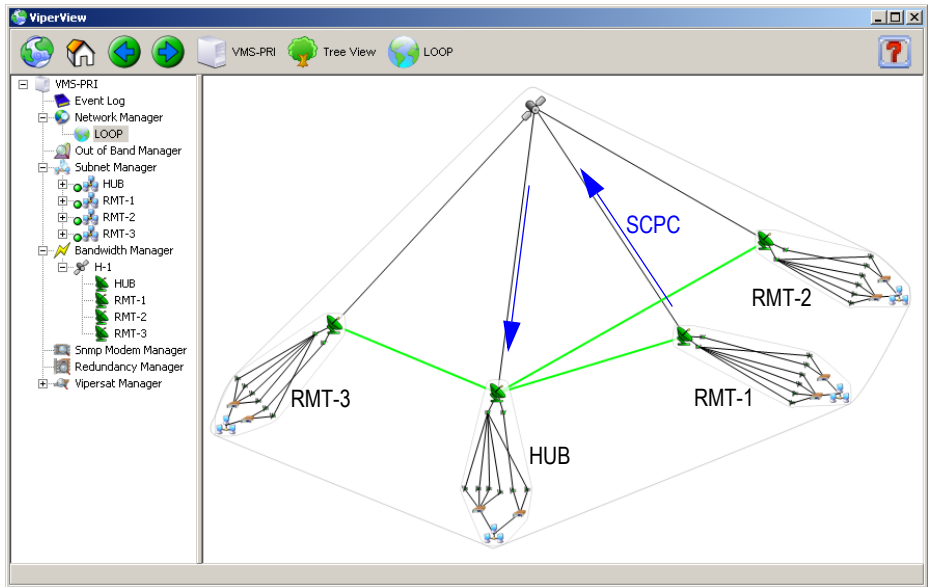 ViperView
VMS-PRI
Tree View
LOOP
?
VMS-PRI
Event Log
Network Manager
LOOP
Out of Band Manager
Subnet Manager
HUB
RMT-1
RMT-2
RMT-3
Bandwidth Manager
H-1
HUB
RMT-1
RMT-2
RMT-3
Snmp Modem Manager
Redundancy Manager
Vipersat Manager
SCPC
RMT-2
RMT-3
RMT-1
HUB